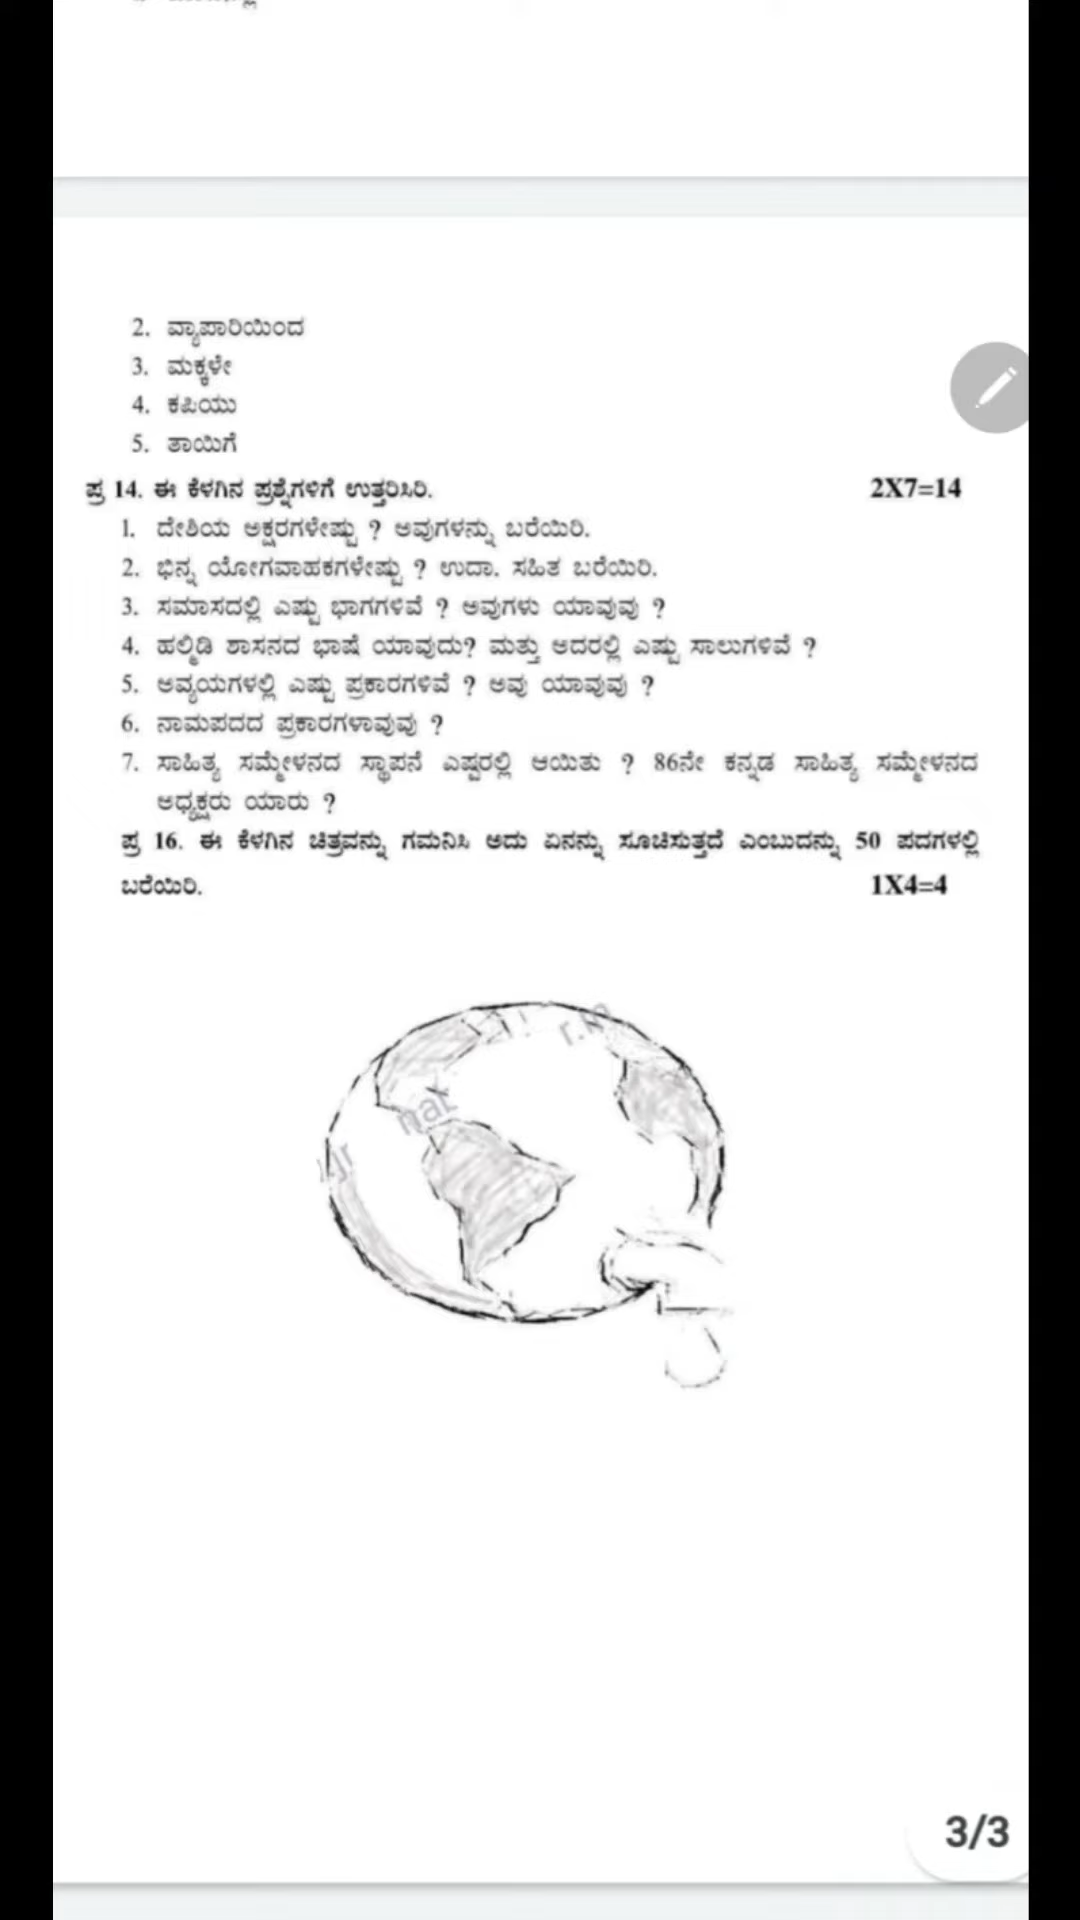 2. ವ್ಯಾಪಾರಿಯಿಂದ
3. ಮಕ್ಕಳೇ
4. ಕಪಿಯು
5. ತಾಯಿಗೆ
ಪ್ರ 14. ಈ ಕೆಳಗಿನ ಪ್ರಶ್ನೆಗಳಿಗೆ ಉತ್ತರಿಸಿರಿ. 2X7=14
1. ದೇಶಿಯ ಅಕ್ಷರಗಳೇಷ್ಟು ? ಅವುಗಳನ್ನು ಬರೆಯಿರಿ.
2. ಭಿನ್ನ ಯೋಗವಾಹಕಗಳೇಷ್ಟು ? ಉದಾ. ಸಹಿತ ಬರೆಯಿರಿ.
3. ಸಮಾಸದಲ್ಲಿ ಎಷ್ಟು ಭಾಗಗಳಿವೆ ? ಅವುಗಳು ಯಾವುವು ?
4. ಹಲ್ಮಿಡಿ ಶಾಸನದ ಭಾಷೆ ಯಾವುದು? ಮತ್ತು ಅದರಲ್ಲಿ ಎಷ್ಟು ಸಾಲುಗಳಿವೆ ?
5. ಅವ್ಯಯಗಳಲ್ಲಿ ಎಷ್ಟು ಪ್ರಕಾರಗಳಿವೆ ? ಅವು ಯಾವುವು ?
6. ನಾಮಪದದ ಪ್ರಕಾರಗಳಾವುವು ?
7. ಸಾಹಿತ್ಯ ಸಮ್ಮೇಳನದ ಸ್ಥಾಪನೆ ಎಷ್ಟರಲ್ಲಿ ಆಯಿತು ? 86ನೇ ಕನ್ನಡ ಸಾಹಿತ್ಯ ಸಮ್ಮೇಳನದ
ಅಧ್ಯಕ್ಷರು ಯಾರು ?
ಪ್ರ 16. ಈ ಕೆಳಗಿನ ಚಿತ್ರವನ್ನು ಗಮನಿಸಿ ಅದು ಏನನ್ನು ಸೂಚಿಸುತ್ತದೆ ಎಂಬುದನ್ನು 50 ಪದಗಳಲ್ಲಿ
ಬರೆಯಿರಿ. 1X4=4
3/3